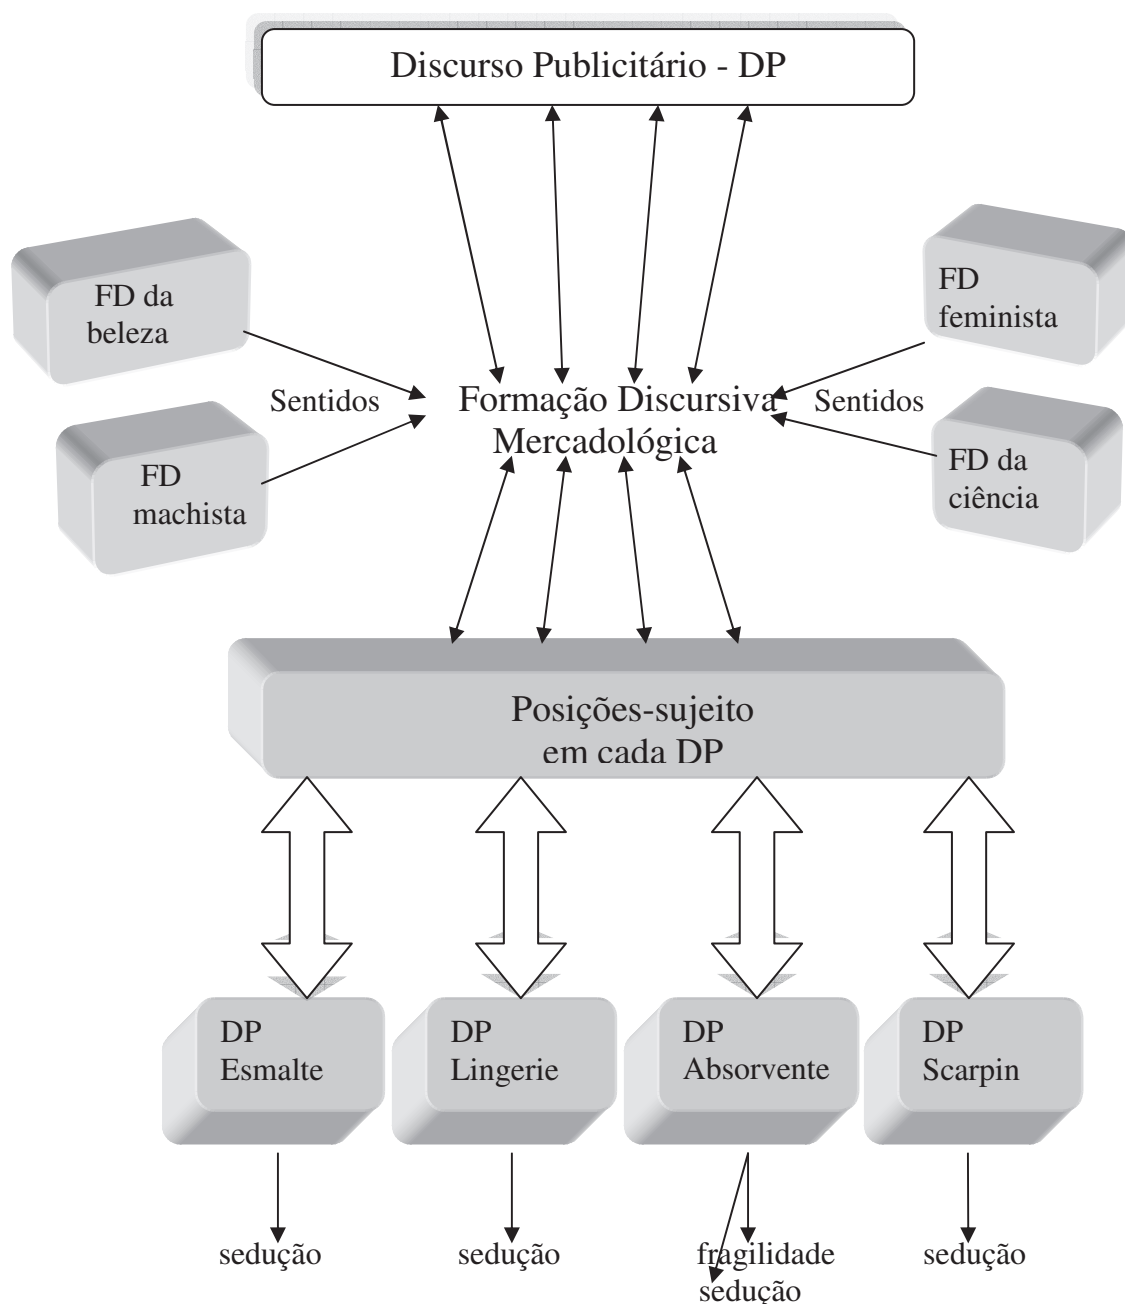 Discurso Publicitário - DP
FD da
beleza
FD
feminista
Sentidos
Formação Discursiva
Mercadológica
Sentidos
FD
machista
FD da
ciência
Posições-sujeito
em cada DP
DP
Esmalte
DP
Lingerie
DP
Absorvente
DP
Scarpin
sedução
sedução
fragilidade
sedução
sedução